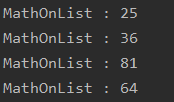 MathOnList : 25
MathOnList : 36
MathOnList : 81
MathOnList : 64